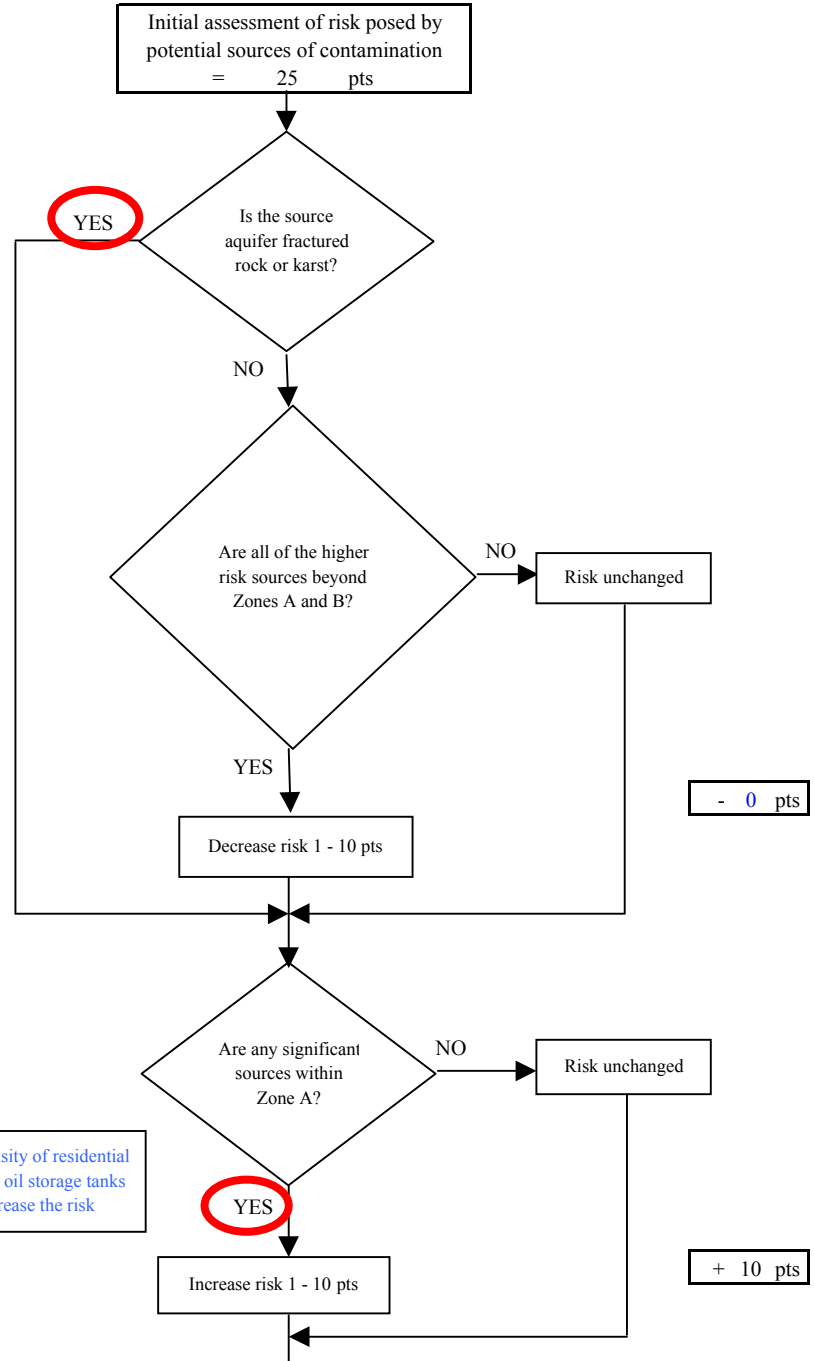 Initial assessment of risk posed by
potential sources of contamination
= 25 pts
YES
Is the source
aquifer fractured
rock or karst?
NO
Are all of the higher
risk sources beyond
Zones A and B?
NO
Risk unchanged
YES
- 0 pts
Decrease risk 1 - 10 pts
Are any significant
sources within
Zone A?
NO
Risk unchanged
sity of residential
oil storage tanks
rease the risk
YES
+ 10 pts
Increase risk 1 - 10 pts